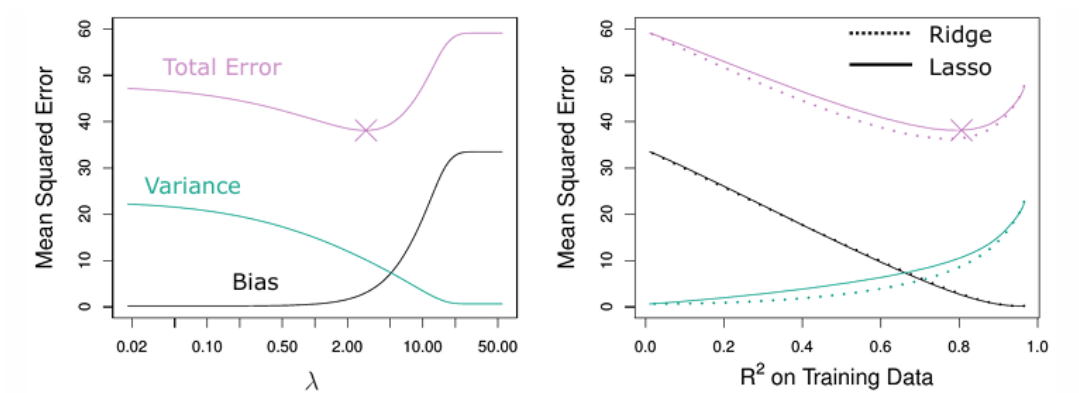 Mean Squared Error
60
50
40
30
20
10
0
Total Error
Variance
Bias
0.02 0.10 0.50 2.00 10.00 50.00
λ
Mean Squared Error
60
50
40
30
20
10
0
Ridge
Lasso
0.0 0.2 0.4 0.6 0.8 1.0
R² on Training Data